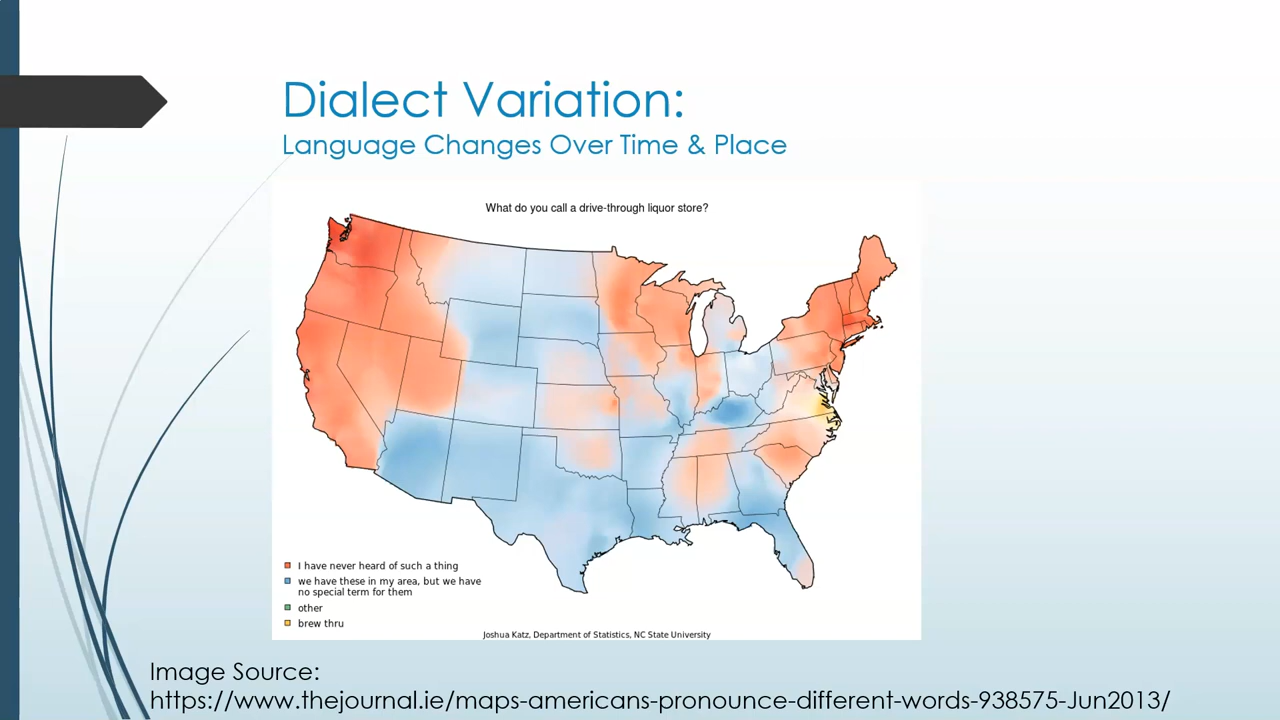 Dialect Variation:
Language Changes Over Time & Place
What do you call a drive-through liquor store?
I have never heard of such a thing
we have these in my area, but we have
no special term for them
other
brew thru
Joshua Katz, Department of Statistics, NC State University
Image Source:
https://www.thejournal.ie/maps-americans-pronounce-different-words-938575-Jun2013/